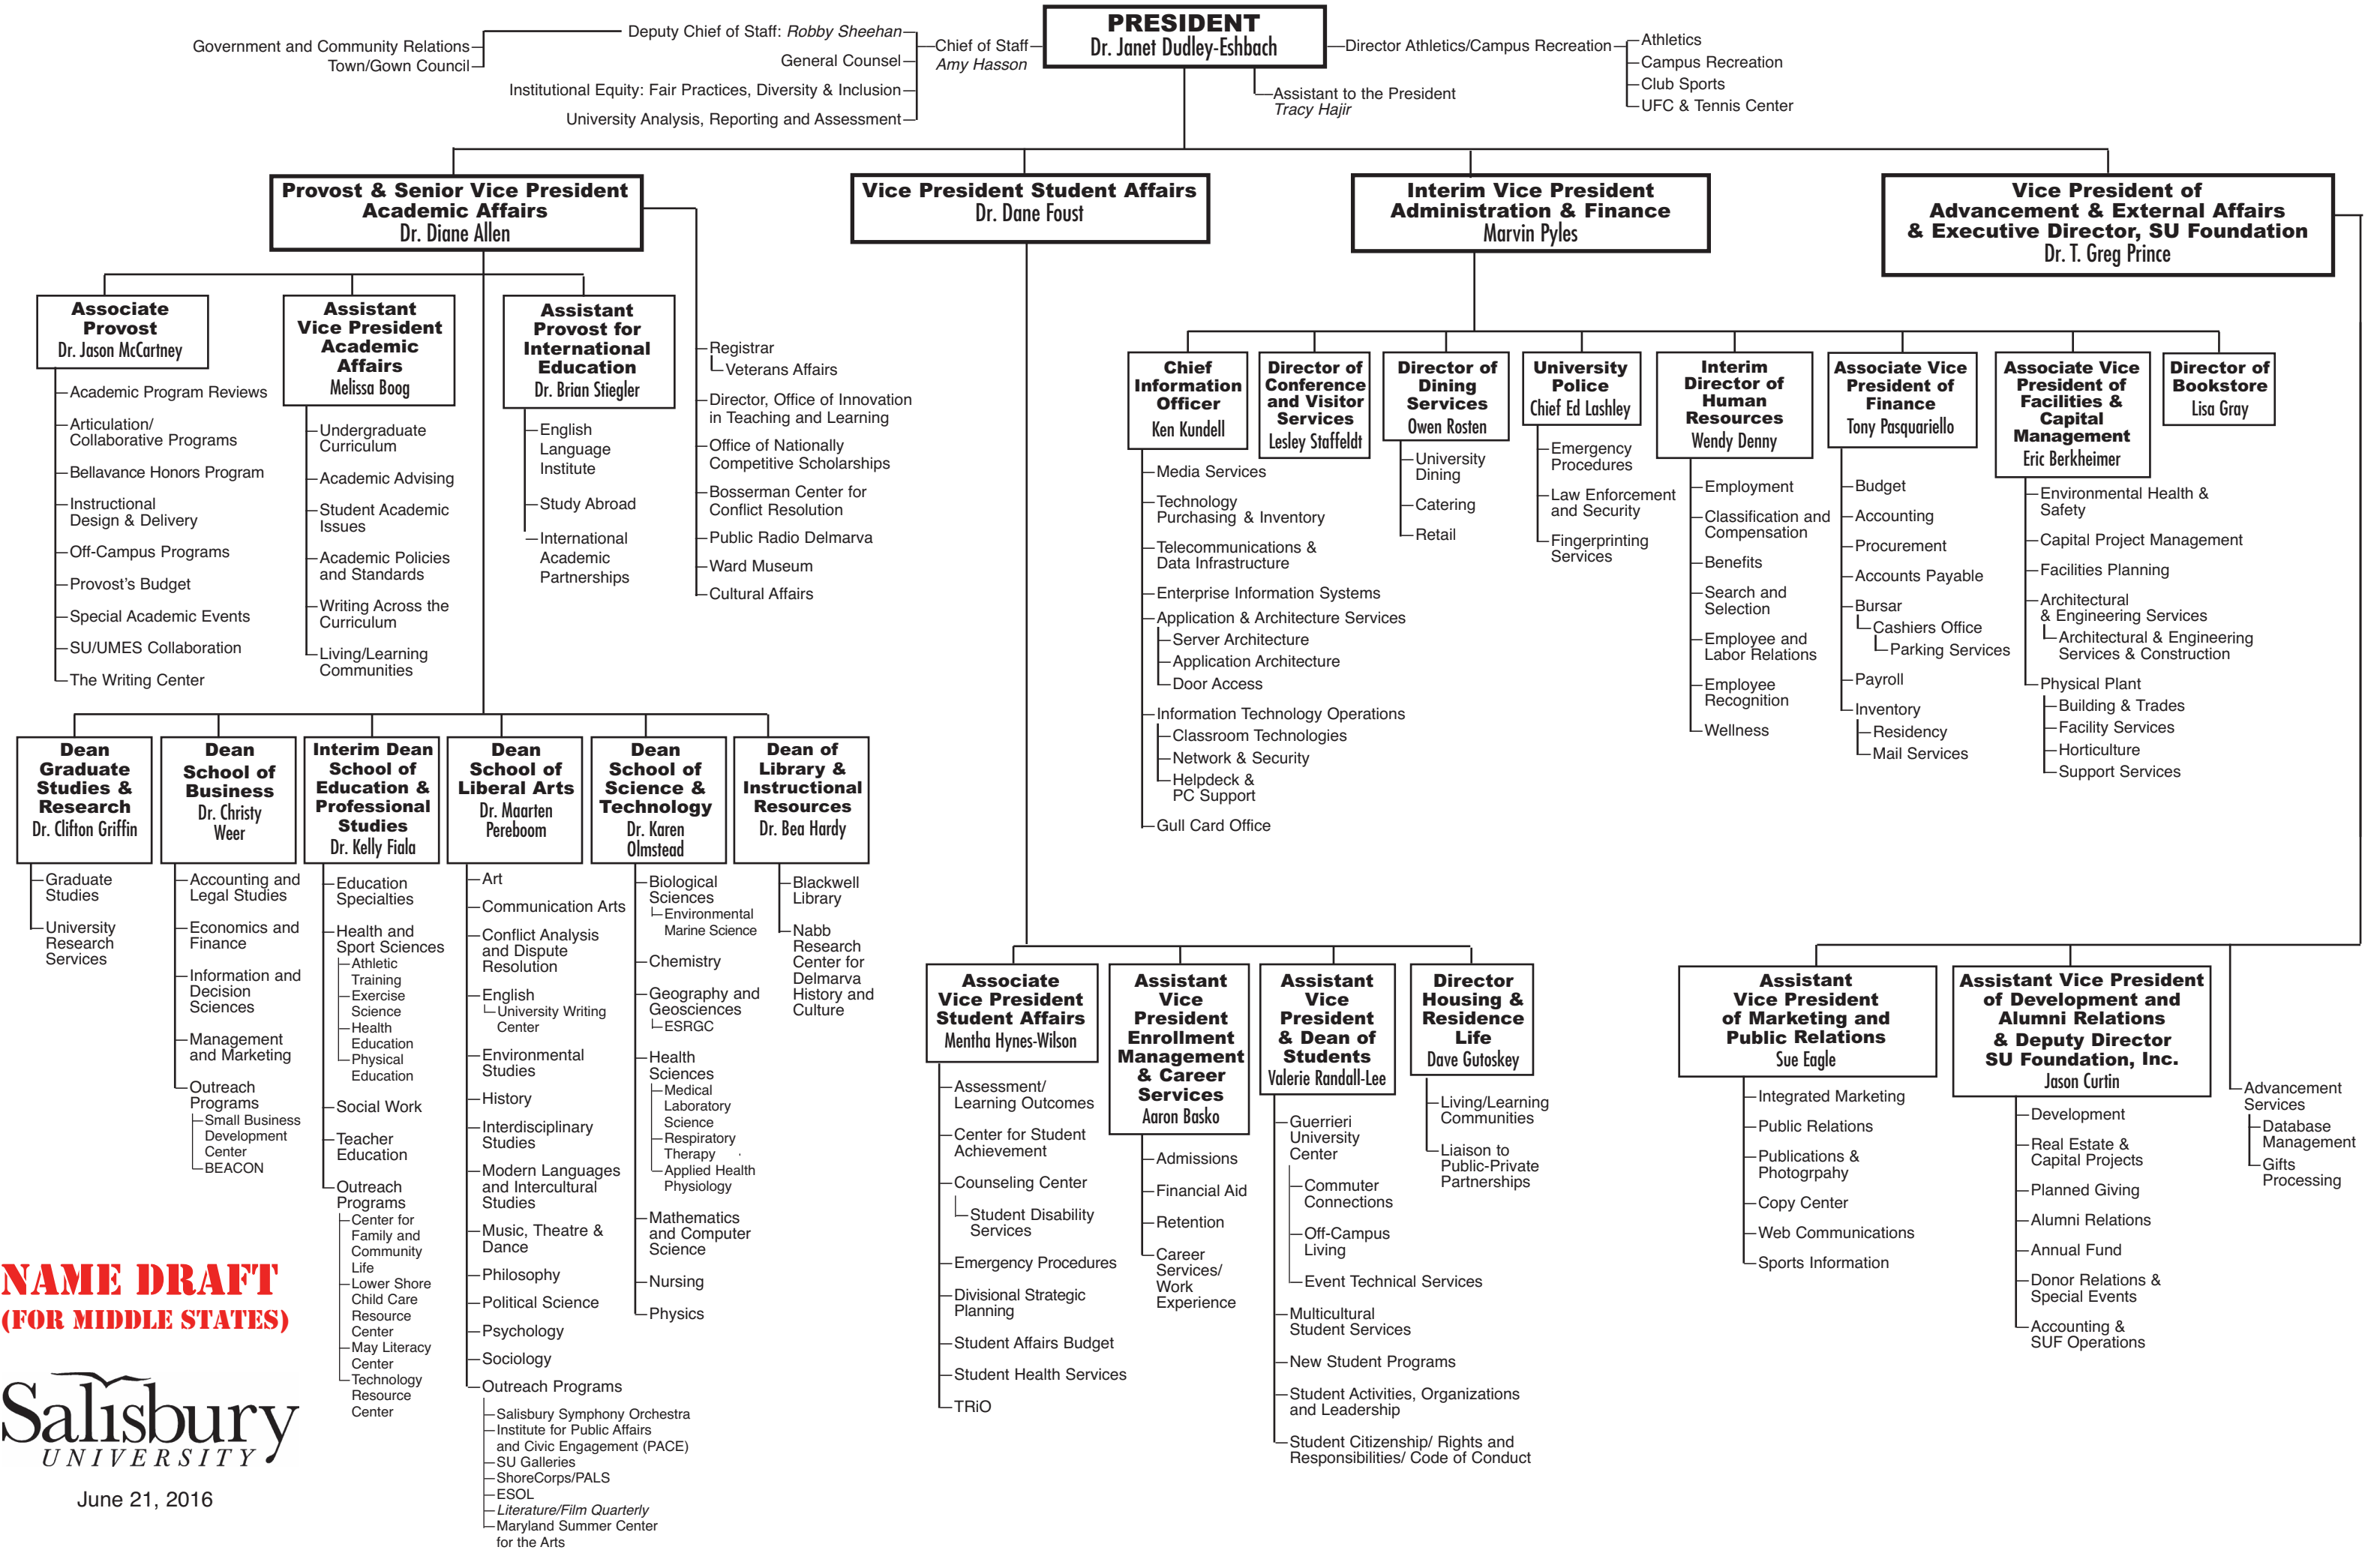 PRESIDENT
Dr. Janet Dudley-Eshbach
Government and Community Relations
Town/Gown Council
Deputy Chief of Staff: Robby Sheehan
General Counsel
Institutional Equity: Fair Practices, Diversity & Inclusion
University Analysis, Reporting and Assessment
Chief of Staff
Amy Hasson
Assistant to the President
Tracy Hajir
Director Athletics/Campus Recreation
Athletics
Campus Recreation
Club Sports
UFC & Tennis Center
Provost & Senior Vice President
Academic Affairs
Dr. Diane Allen
Vice President Student Affairs
Dr. Dane Foust
Interim Vice President
Administration & Finance
Marvin Pyles
Vice President of
Advancement & External Affairs
& Executive Director, SU Foundation
Dr. T. Greg Prince
Associate
Provost
Dr. Jason McCartney
Academic Program Reviews
Articulation/
Collaborative Programs
Bellavance Honors Program
Instructional
Design & Delivery
Off-Campus Programs
Provost's Budget
Special Academic Events
SU/UMES Collaboration
The Writing Center
Assistant
Vice President
Academic
Affairs
Melissa Boog
Undergraduate
Curriculum
Academic Advising
Student Academic
Issues
Academic Policies
and Standards
Writing Across the
Curriculum
Living/Learning
Communities
Assistant
Provost for
International
Education
Dr. Brian Stiegler
English
Language
Institute
Study Abroad
International
Academic
Partnerships
Registrar
Veterans Affairs
Director, Office of Innovation
in Teaching and Learning
Office of Nationally
Competitive Scholarships
Bosserman Center for
Conflict Resolution
Public Radio Delmarva
Ward Museum
Cultural Affairs
Chief
Information
Officer
Ken Kundell
Media Services
Technology
Purchasing & Inventory
Telecommunications &
Data Infrastructure
Enterprise Information Systems
Application & Architecture Services
Server Architecture
Application Architecture
Door Access
Information Technology Operations
Classroom Technologies
Network & Security
Helpdeck &
PC Support
Gull Card Office
Director of
Conference
and Visitor
Services
Lesley Staffeldt
Director of
Dining
Services
Owen Rosten
University
Dining
Catering
Retail
University
Police
Chief Ed Lashley
Emergency
Procedures
Law Enforcement
and Security
Fingerprinting
Services
Interim
Director of
Human
Resources
Wendy Denny
Employment
Classification and
Compensation
Benefits
Search and
Selection
Employee and
Labor Relations
Employee
Recognition
Wellness
Associate Vice
President of
Finance
Tony Pasquariello
Budget
Accounting
Procurement
Accounts Payable
Bursar
Cashiers Office
Parking Services
Payroll
Inventory
Residency
Mail Services
Associate Vice
President of
Facilities &
Capital
Management
Eric Berkheimer
Environmental Health &
Safety
Capital Project Management
Facilities Planning
Architectural
& Engineering Services
Architectural & Engineering
Services & Construction
Physical Plant
Building & Trades
Facility Services
Horticulture
Support Services
Director of
Bookstore
Lisa Gray
Dean
Graduate
Studies &
Research
Dr. Clifton Griffin
Graduate
Studies
University
Research
Services
Dean
School of
Business
Dr. Christy
Weer
Accounting and
Legal Studies
Economics and
Finance
Information and
Decision
Sciences
Management
and Marketing
Outreach
Programs
Small Business
Development
Center
BEACON
Interim Dean
School of
Education &
Professional
Studies
Dr. Kelly Fiala
Education
Specialties
Health and
Sport Sciences
Athletic
Training
Exercise
Science
Health
Education
Physical
Education
Social Work
Teacher
Education
Outreach
Programs
Center for
Family and
Community
Life
Lower Shore
Child Care
Resource
Center
May Literacy
Center
Technology
Resource
Center
Dean
School of
Liberal Arts
Dr. Maarten
Pereboom
Art
Communication Arts
Conflict Analysis
and Dispute
Resolution
English
University Writing
Center
Environmental
Studies
History
Interdisciplinary
Studies
Modern Languages
and Intercultural
Studies
Music, Theatre &
Dance
Philosophy
Political Science
Psychology
Sociology
Outreach Programs
Salisbury Symphony Orchestra
Institute for Public Affairs
and Civic Engagement (PACE)
SU Galleries
ShoreCorps/PALS
ESOL
Literature/Film Quarterly
Maryland Summer Center
for the Arts
Dean
School of
Science &
Technology
Dr. Karen
Olmstead
Biological
Sciences
Environmental
Marine Science
Chemistry
Geography and
Geosciences
ESRGC
Health
Sciences
Medical
Laboratory
Science
Respiratory
Therapy
Applied Health
Physiology
Mathematics
and Computer
Science
Nursing
Physics
Dean of
Library &
Instructional
Resources
Dr. Bea Hardy
Blackwell
Library
Nabb
Research
Center for
Delmarva
History and
Culture
Associate
Vice President
Student Affairs
Mentha Hynes-Wilson
Assessment/
Learning Outcomes
Center for Student
Achievement
Counseling Center
Student Disability
Services
Emergency Procedures
Divisional Strategic
Planning
Student Affairs Budget
Student Health Services
TRiO
Assistant
Vice
President
Enrollment
Management
& Career
Services
Aaron Basko
Admissions
Financial Aid
Retention
Career
Services/
Work
Experience
Assistant
Vice
President
& Dean of
Students
Valerie Randall-Lee
Guerrieri
University
Center
Commuter
Connections
Off-Campus
Living
Event Technical Services
Multicultural
Student Services
New Student Programs
Student Activities, Organizations
and Leadership
Student Citizenship/ Rights and
Responsibilities/ Code of Conduct
Director
Housing &
Residence
Life
Dave Gutoskey
Living/Learning
Communities
Liaison to
Public-Private
Partnerships
Assistant
Vice President
of Marketing and
Public Relations
Sue Eagle
Integrated Marketing
Public Relations
Publications &
Photogrpahy
Copy Center
Web Communications
Sports Information
Assistant Vice President
of Development and
Alumni Relations
& Deputy Director
SU Foundation, Inc.
Jason Curtin
Development
Real Estate &
Capital Projects
Planned Giving
Alumni Relations
Annual Fund
Donor Relations &
Special Events
Accounting &
SUF Operations
Advancement
Services
Database
Management
Gifts
Processing
NAME DRAFT
(FOR MIDDLE STATES)
Salisbury
UNIVERSITY
June 21, 2016